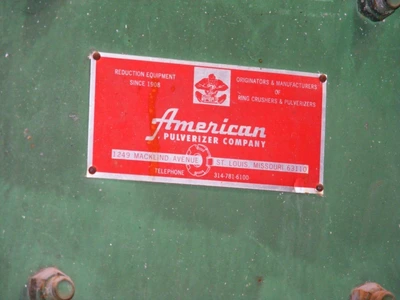 REDUCTION EQUIPMENT
SINCE 1908
ORIGINATORS & MANUFACTURERS
OF
RING CRUSHERS & PULVERIZERS
American
PULVERIZER COMPANY
1249 MACKLIND AVENUE ST. LOUIS, MISSOURI 63110
TELEPHONE 314-781-6100